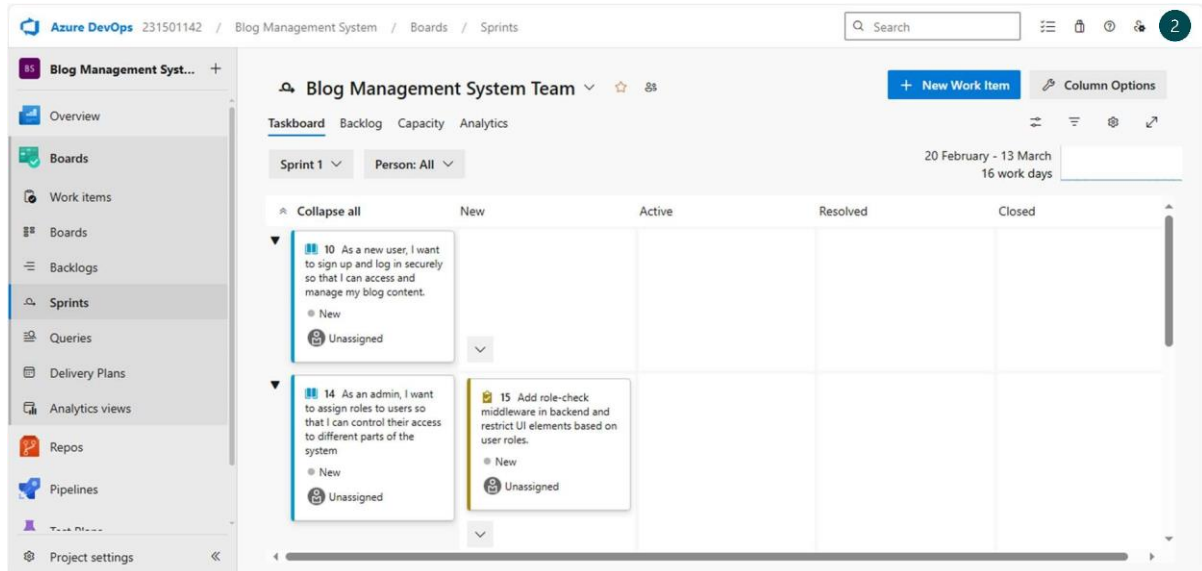 Azure DevOps 231501142 / Blog Management System / Boards / Sprints
Search
2
BS Blog Management Syst... +
Overview
Boards
Work items
Boards
Backlogs
Sprints
Queries
Delivery Plans
Analytics views
Repos
Pipelines
Test Plans
Project settings
Blog Management System Team
+ New Work Item
Column Options
Taskboard Backlog Capacity Analytics
Sprint 1
Person: All
20 February - 13 March
16 work days
Collapse all New Active Resolved Closed
10 As a new user, I want
to sign up and log in securely
so that I can access and
manage my blog content.
New
Unassigned
14 As an admin, I want
to assign roles to users so
that I can control their access
to different parts of the
system
New
Unassigned
15 Add role-check
middleware in backend and
restrict UI elements based on
user roles.
New
Unassigned